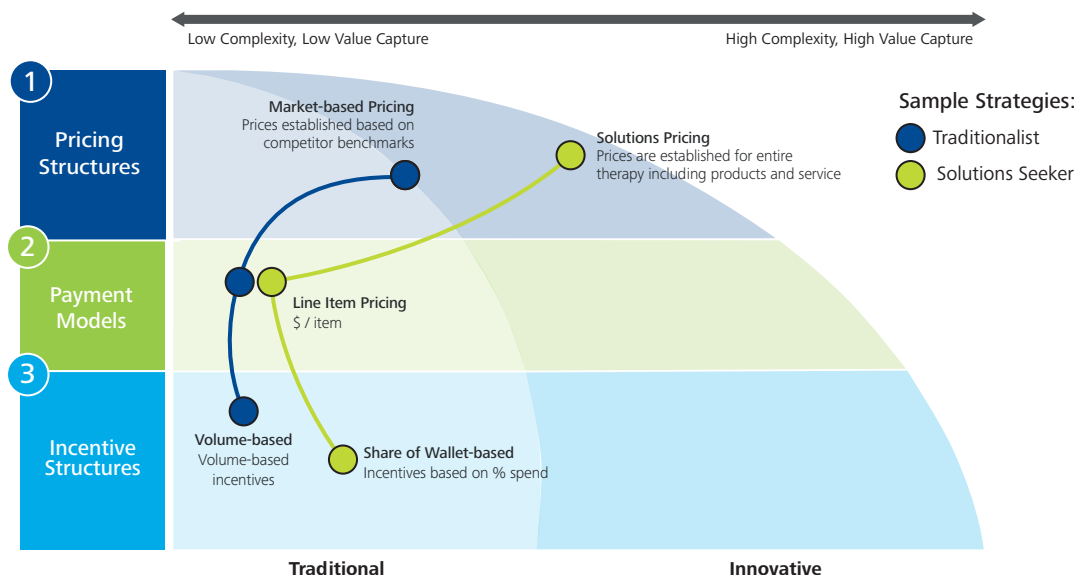 Low Complexity, Low Value Capture
High Complexity, High Value Capture
1
Pricing
Structures
Market-based Pricing
Prices established based on
competitor benchmarks
Solutions Pricing
Prices are established for entire
therapy including products and service
Sample Strategies:
Traditionalist
Solutions Seeker
2
Payment
Models
Line Item Pricing
$ / item
3
Incentive
Structures
Volume-based
Volume-based
incentives
Share of Wallet-based
Incentives based on % spend
Traditional
Innovative